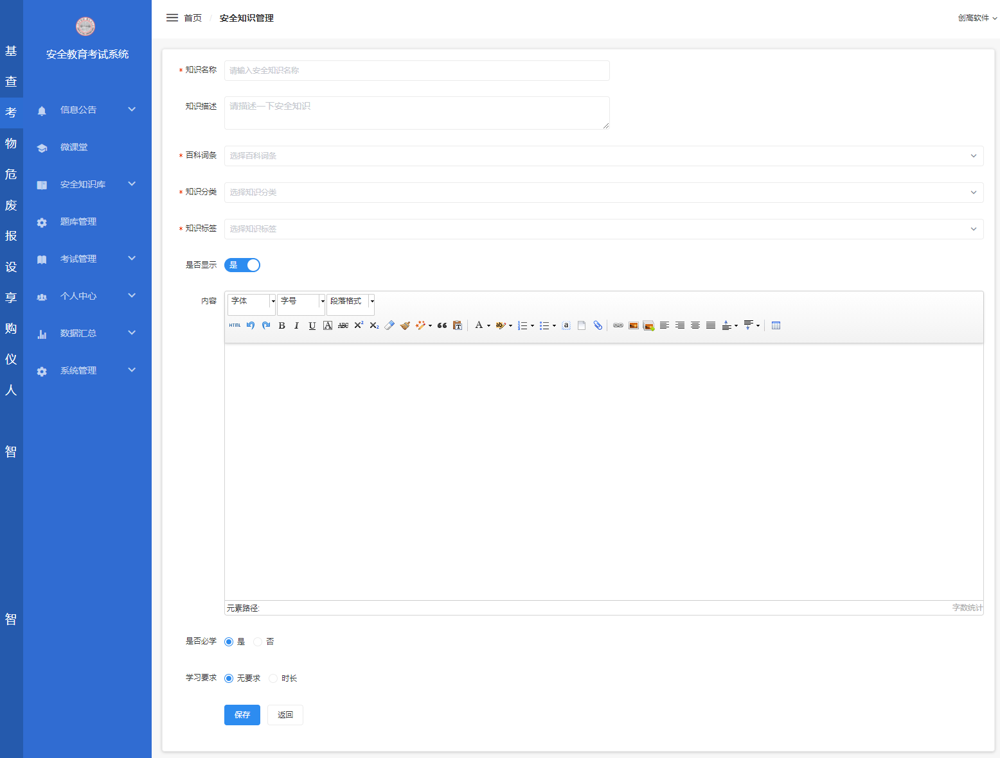 基
查
考
物
危
废
报
设
享
购
仪
人
智
智
安全教育考试系统
信息公告
微课堂
安全知识库
题库管理
考试管理
个人中心
数据汇总
系统管理
首页 / 安全知识管理
创高软件
* 知识名称 请输入安全知识名称
知识描述 请描述一下安全知识
* 百科词条 选择百科词条
* 知识分类 选择知识分类
* 知识标签 选择知识标签
是否显示 是
内容 字体 字号 段落格式
HTML B I U A ABC X² X₂ A ab a
元素路径: 字数统计
是否必学 是 否
学习要求 无要求 时长
保存 返回